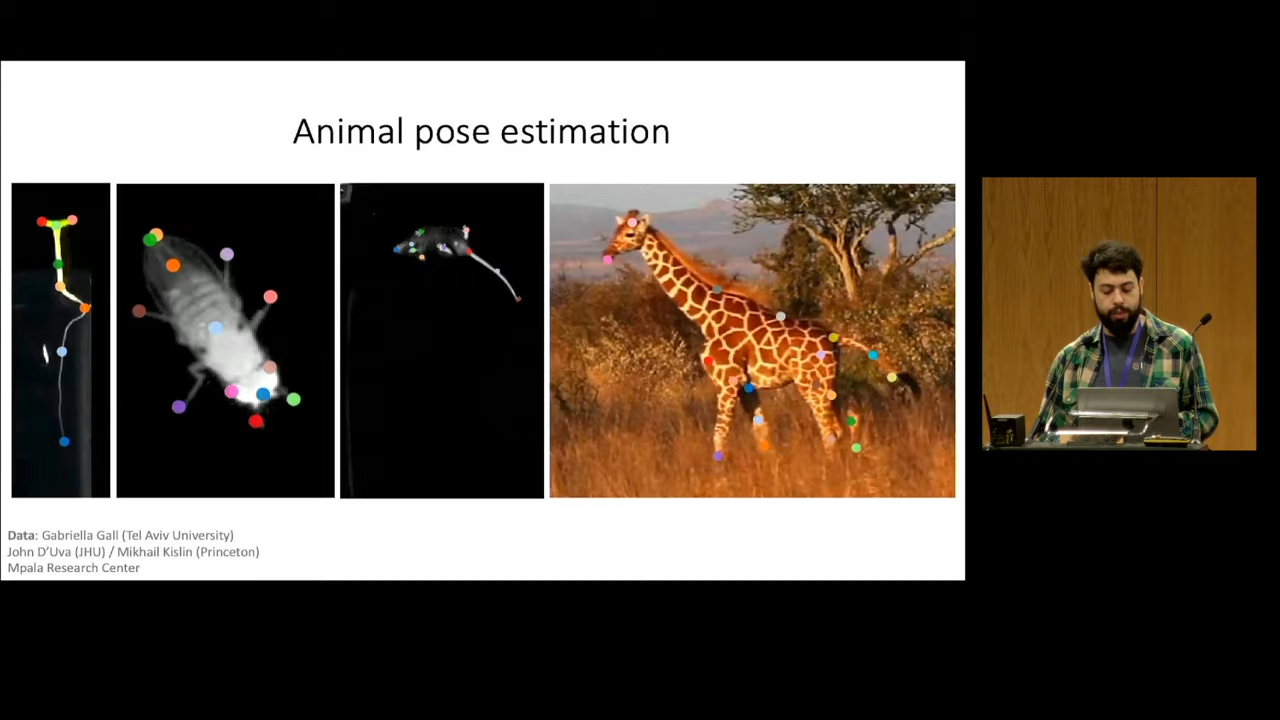 Animal pose estimation
Data: Gabriella Gall (Tel Aviv University)
John D'Uva (JHU) / Mikhail Kislin (Princeton)
Mpala Research Center